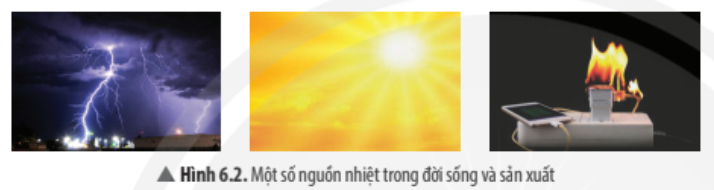 ▲ Hình 6.2. Một số nguồn nhiệt trong đời sống và sản xuất